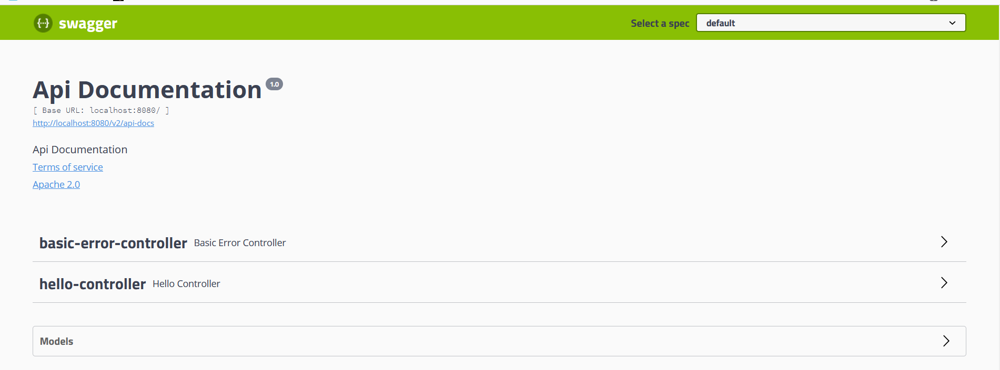 swagger
Select a spec default
Api Documentation 1.0
[ Base URL: localhost:8080/ ]
http://localhost:8080/v2/api-docs
Api Documentation
Terms of service
Apache 2.0
basic-error-controller Basic Error Controller
hello-controller Hello Controller
Models